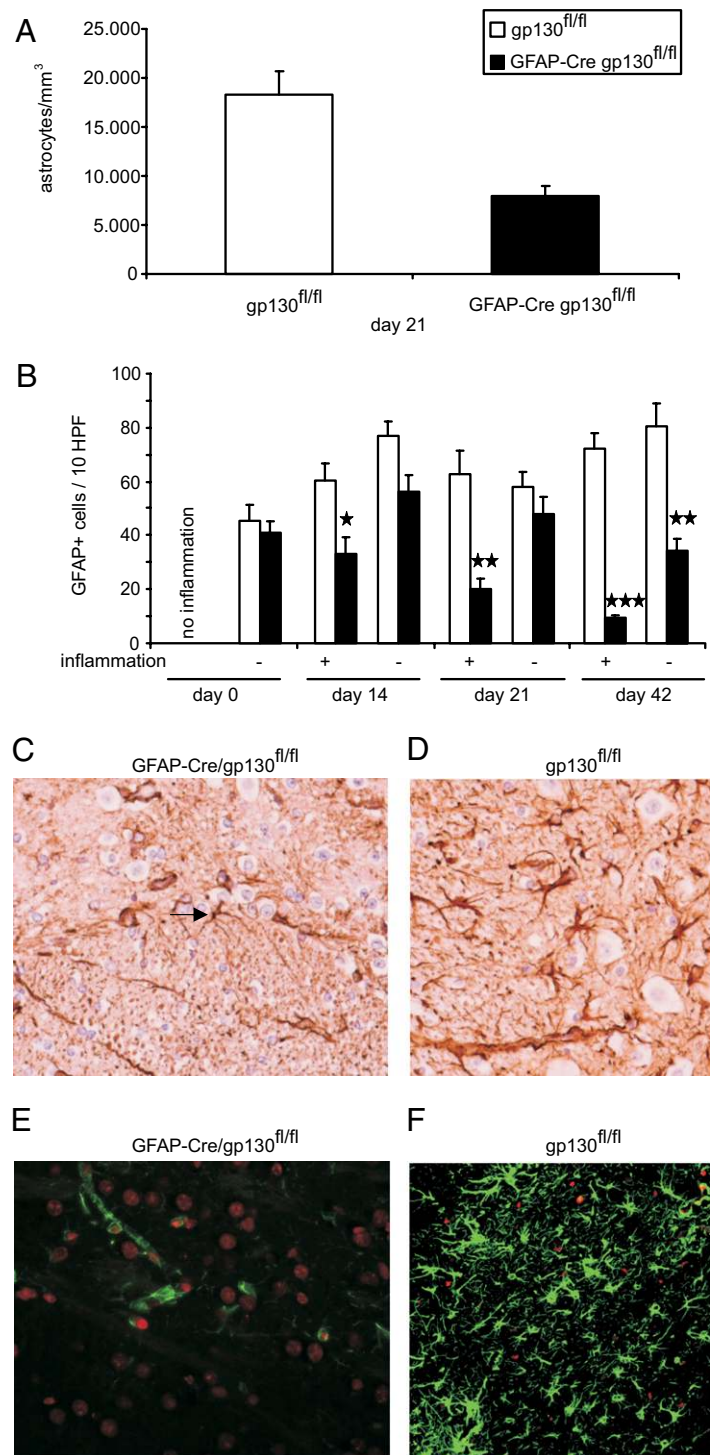 A
astrocytes/mm³
25.000
20.000
15.000
10.000
5.000
0
gp130fl/fl
GFAP-Cre gp130fl/fl
gp130fl/fl
GFAP-Cre gp130fl/fl
day 21
B
GFAP+ cells / 10 HPF
100
80
60
40
20
0
no inflammation
★
★★
★★★
★★
inflammation - + - + - + -
day 0 day 14 day 21 day 42
C
GFAP-Cre/gp130fl/fl
D
gp130fl/fl
E
GFAP-Cre/gp130fl/fl
F
gp130fl/fl